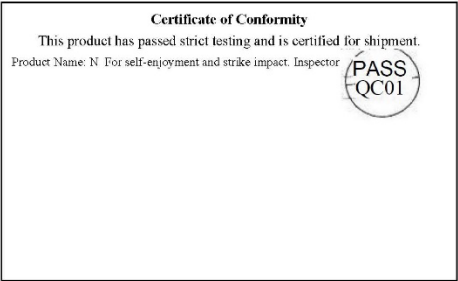 Certificate of Conformity
This product has passed strict testing and is certified for shipment.
Product Name: N For self-enjoyment and strike impact. Inspector
PASS
QC01